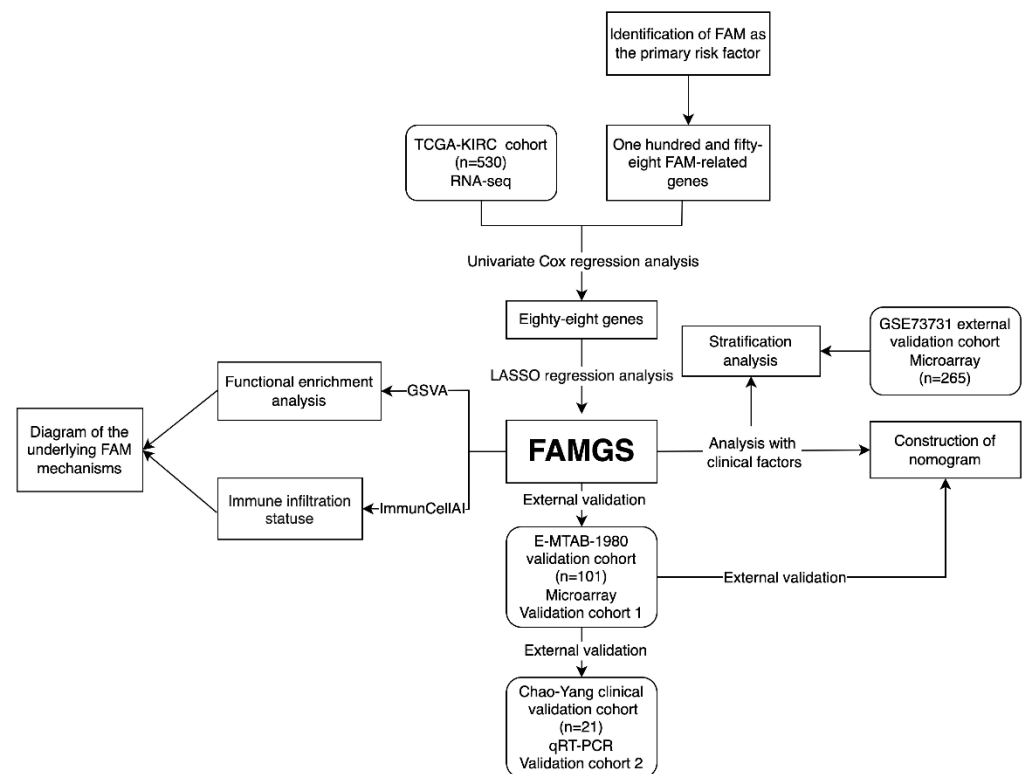 Identification of FAM as
the primary risk factor
TCGA-KIRC cohort
(n=530)
RNA-seq
One hundred and fifty-
eight FAM-related
genes
Univariate Cox regression analysis
Eighty-eight genes
LASSO regression analysis
Stratification
analysis
GSE73731 external
validation cohort
Microarray
(n=265)
Functional enrichment
analysis
GSVA
Diagram of the
underlying FAM
mechanisms
FAMGS
Analysis with
clinical factors
Construction of
nomogram
Immune infiltration
statuse
ImmunCellAI
External validation
E-MTAB-1980
validation cohort
(n=101)
Microarray
Validation cohort 1
External validation
External validation
Chao-Yang clinical
validation cohort
(n=21)
qRT-PCR
Validation cohort 2